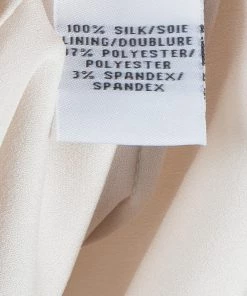 100% SILK/SOIE
LINING/DOUBLURE
97% POLYESTER/
POLYESTER
3% SPANDEX/
SPANDEX